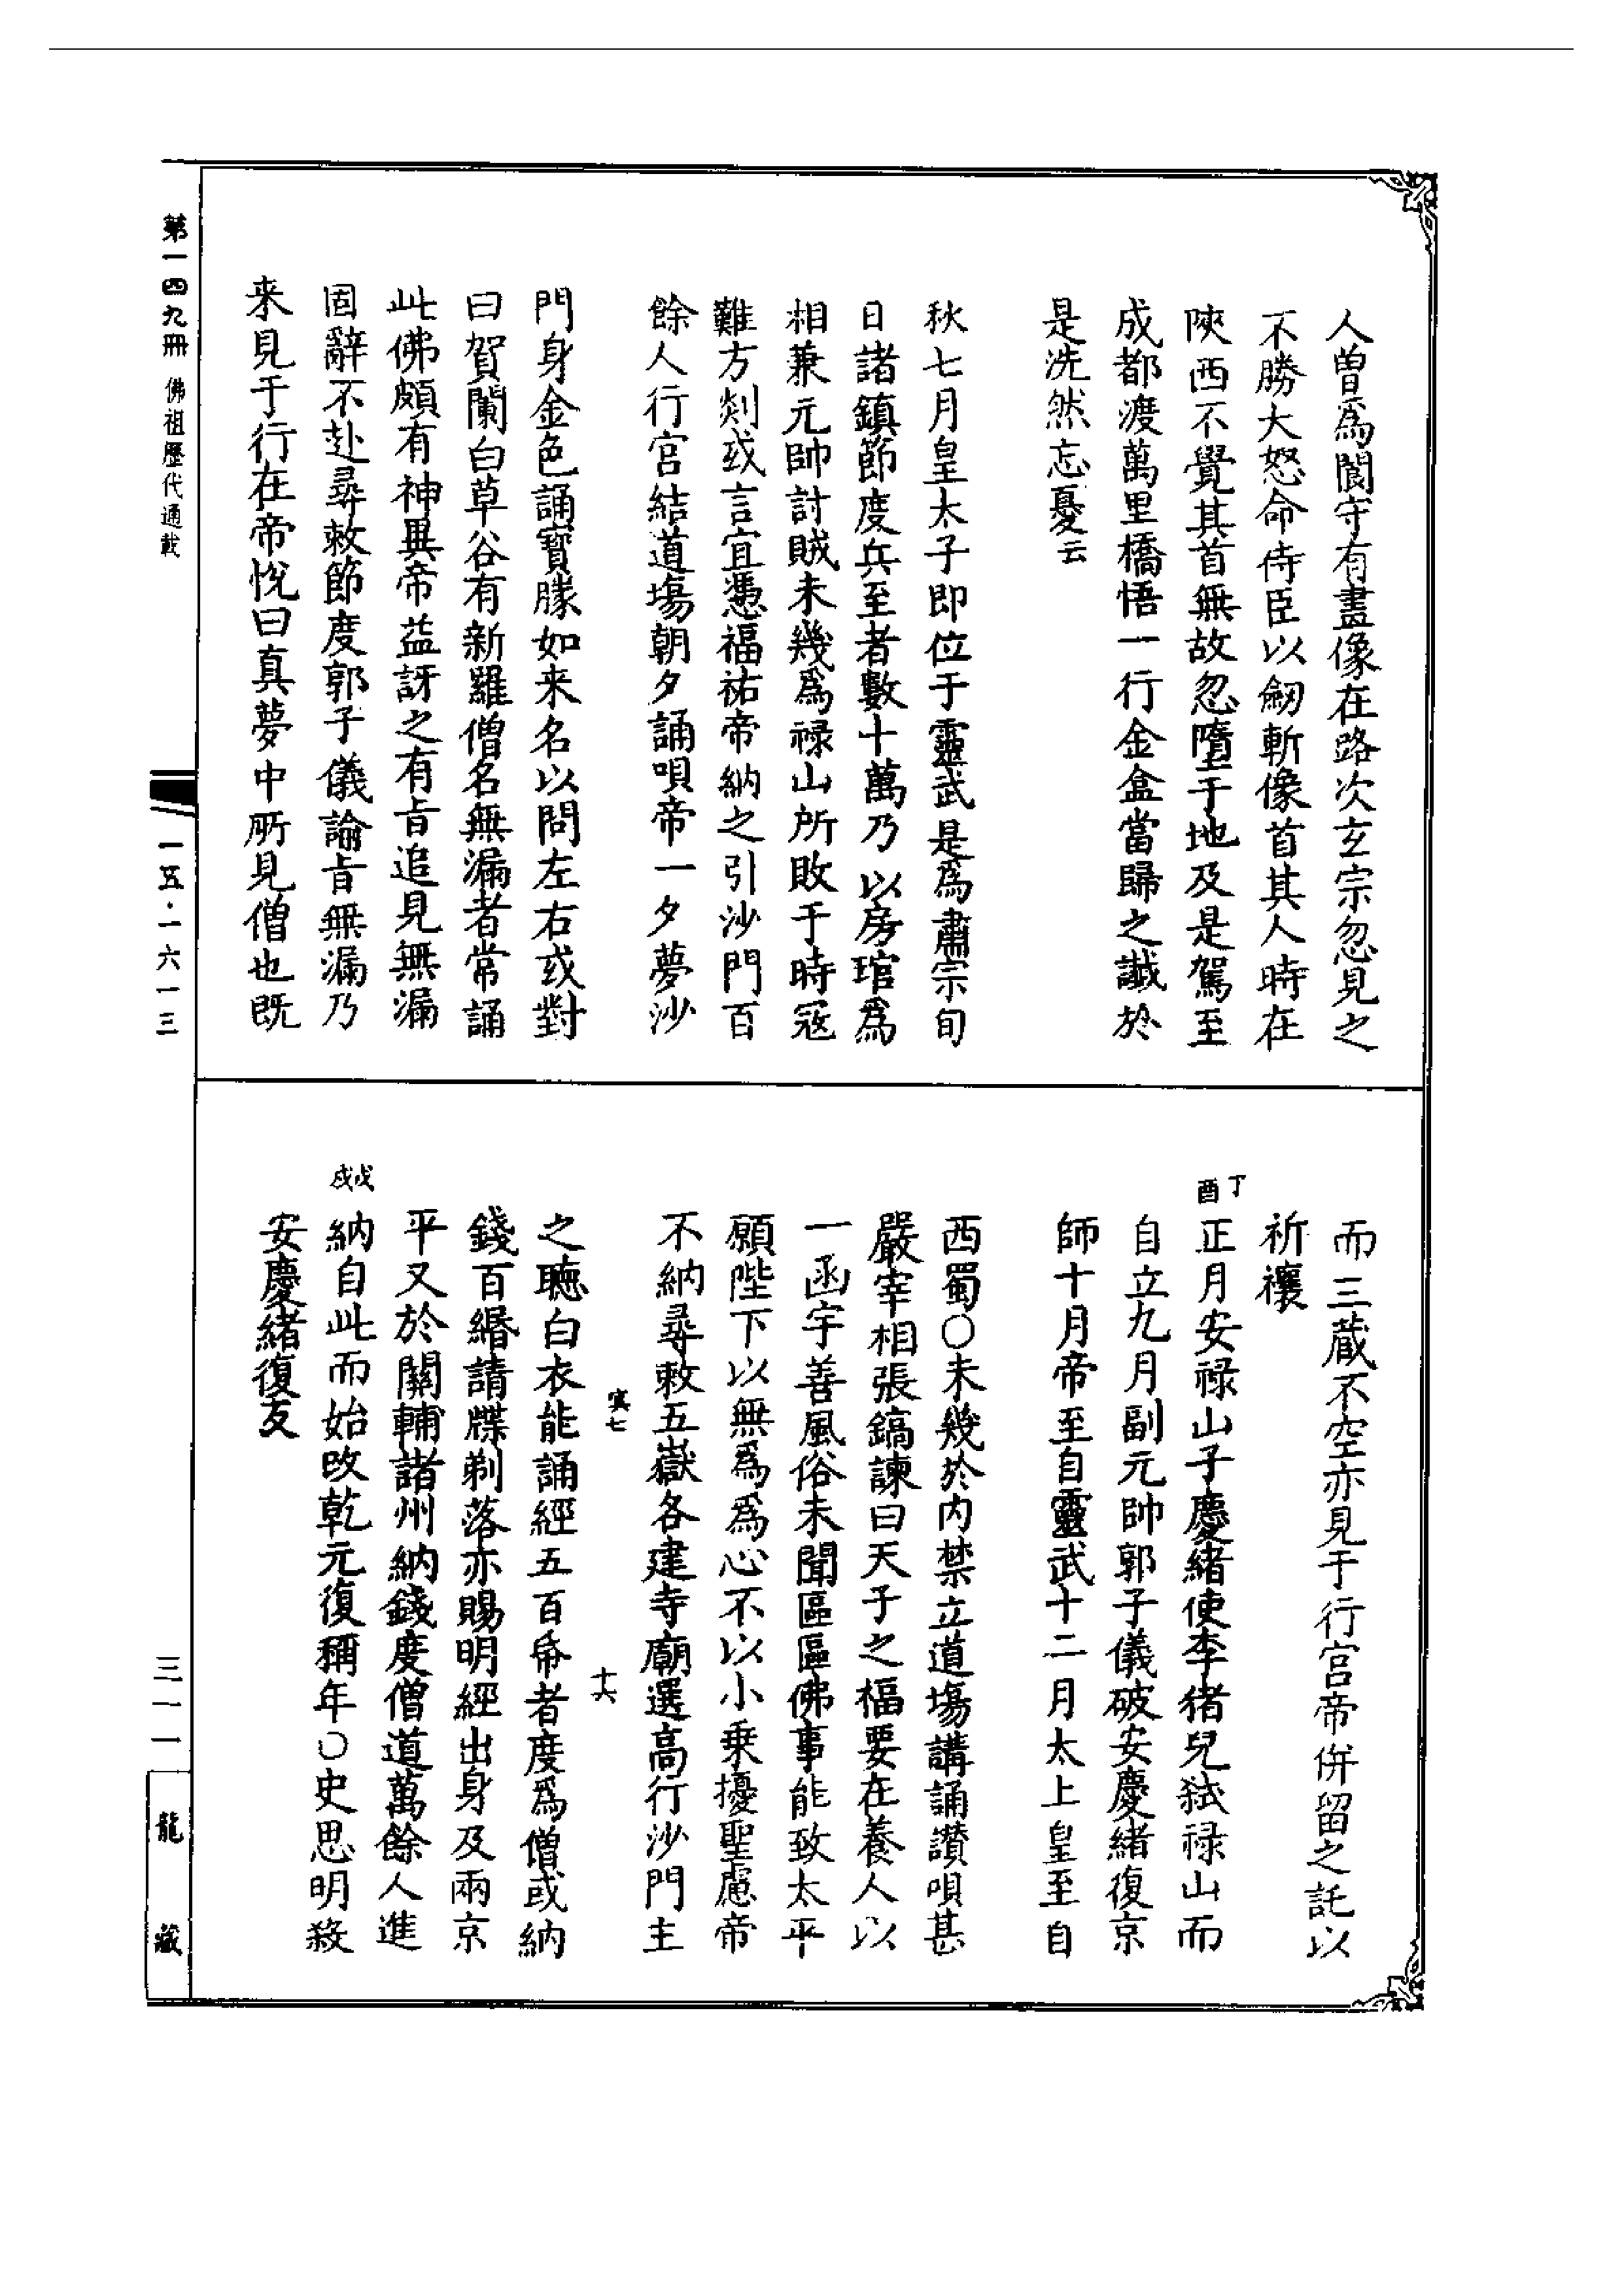 人曽爲閬守有畫像在路次玄宗忽見之
不勝大怒命侍臣以劒斬像首其人時在
陝西不覺其首無故忽墮于地及是駕至
成都渡萬里橋悟一行金盒當歸之讖於
是洗然忘憂云
秋七月皇太子即位于靈武是爲肅宗旬
日諸鎮節度兵至者數十萬乃以房琯爲
相兼元帥討賊未幾爲禄山所敗于時寇
難方剡或言宜憑福祐帝納之引沙門百
餘人行宮結道場朝夕誦唄帝一夕夢沙
門身金色誦寶勝如来名以問左右或對
曰賀蘭白草谷有新羅僧名無漏者常誦
此佛頗有神異帝益訝之有旨追見無漏
固辭不赴尋敕節度郭子儀諭旨無漏乃
来見于行在帝悅曰真夢中所見僧也既
而三藏不空亦見于行宮帝併留之託以
祈禳
丁酉
正月安禄山子慶緒使李猪兒弑禄山而
自立九月副元帥郭子儀破安慶緒復京
師十月帝至自靈武十二月太上皇至自
西蜀○未幾於内禁立道場講誦讃唄甚
嚴宰相張鎬諫曰天子之福要在養人以
一函宇善風俗未聞區區佛事能致太平
願陛下以無爲爲心不以小乗擾聖慮帝
不納尋敕五嶽各建寺廟選高行沙門主
寘七
十六
之聽白衣能誦經五百帋者度爲僧或納
錢百緡請牒剃落亦賜明經出身及兩京
平又於關輔諸州納錢度僧道萬餘人進
戊戌
納自此而始改乾元復稱年○史思明殺
安慶緒復反
第一四九冊 佛祖歷代通載
一五·一六一三
三一一
龍藏